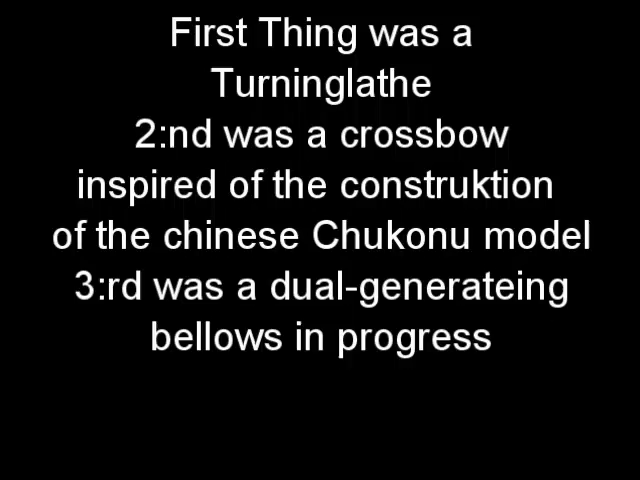 First Thing was a
Turninglathe
2:nd was a crossbow
inspired of the construktion
of the chinese Chukonu model
3:rd was a dual-generateing
bellows in progress